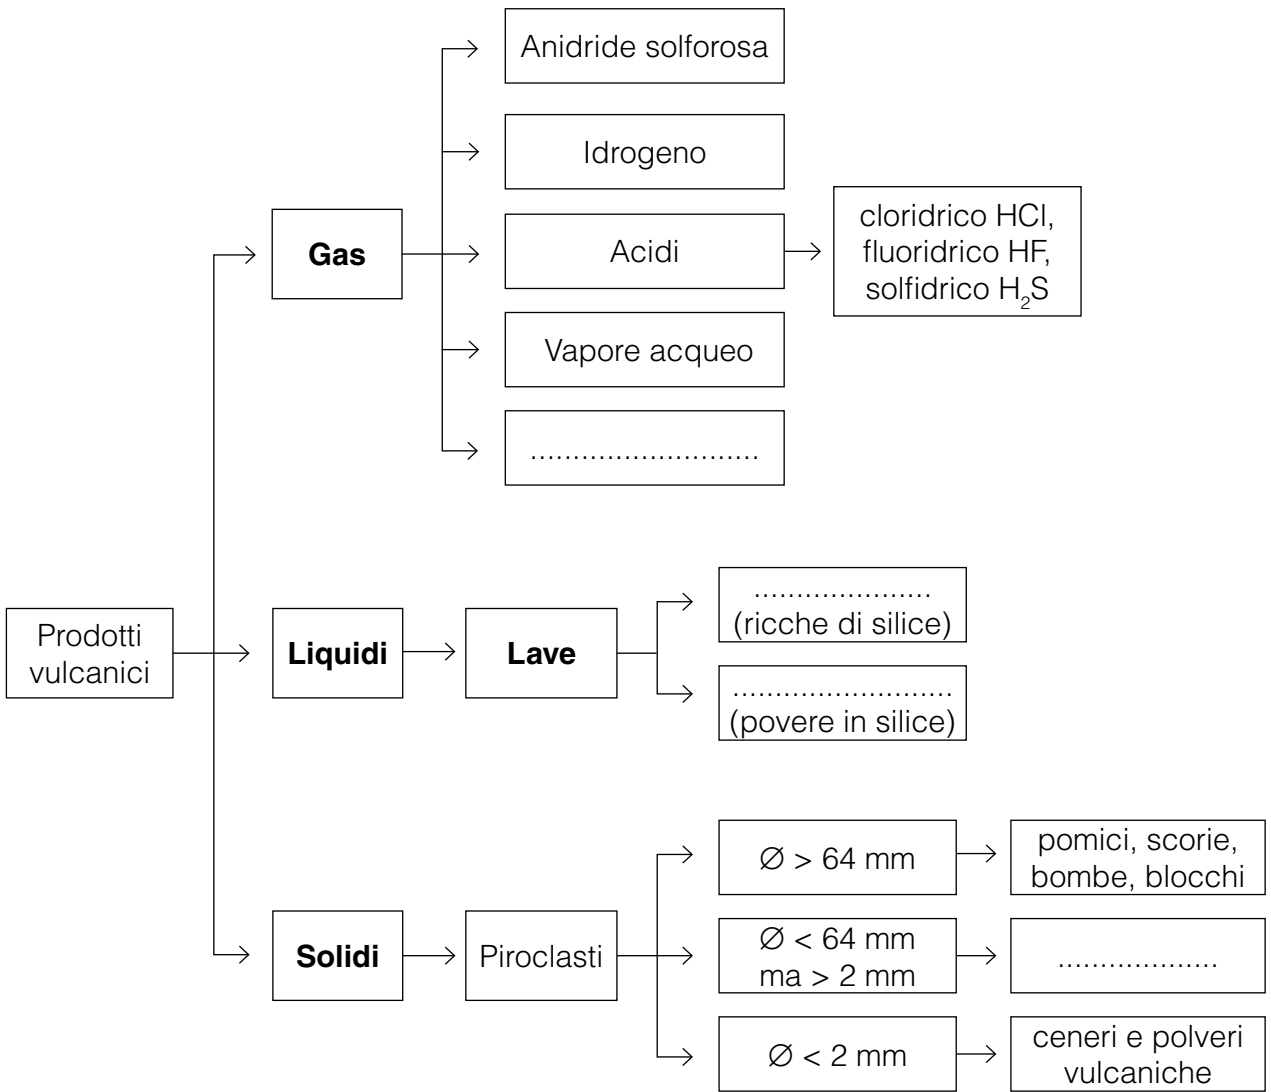 Anidride solforosa
Idrogeno
Gas
Acidi
cloridrico HCl,
fluoridrico HF,
solfidrico H₂S
Vapore acqueo
...........................
Prodotti
vulcanici
Liquidi
Lave
.....................
(ricche di silice)
..........................
(povere in silice)
Solidi
Piroclasti
∅ > 64 mm
pomici, scorie,
bombe, blocchi
∅ < 64 mm
ma > 2 mm
...................
∅ < 2 mm
ceneri e polveri
vulcaniche